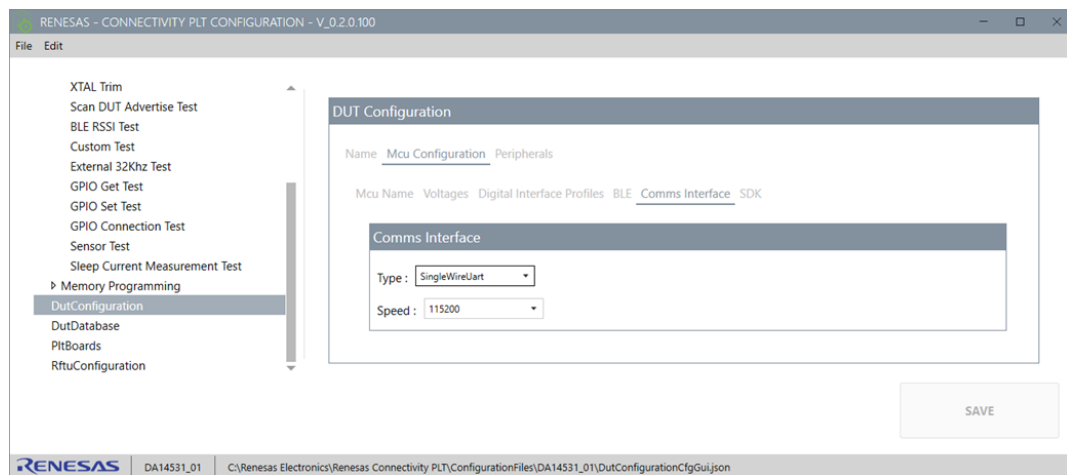 RENESAS - CONNECTIVITY PLT CONFIGURATION - V_0.2.0.100
File Edit
XTAL Trim
Scan DUT Advertise Test
BLE RSSI Test
Custom Test
External 32Khz Test
GPIO Get Test
GPIO Set Test
GPIO Connection Test
Sensor Test
Sleep Current Measurement Test
Memory Programming
DutConfiguration
DutDatabase
PltBoards
RftuConfiguration
DUT Configuration
Name Mcu Configuration Peripherals
Mcu Name Voltages Digital Interface Profiles BLE Comms Interface SDK
Comms Interface
Type : SingleWireUart
Speed : 115200
SAVE
RENESAS DA14531_01 C:\Renesas Electronics\Renesas Connectivity PLT\ConfigurationFiles\DA14531_01\DutConfigurationCfgGui.json